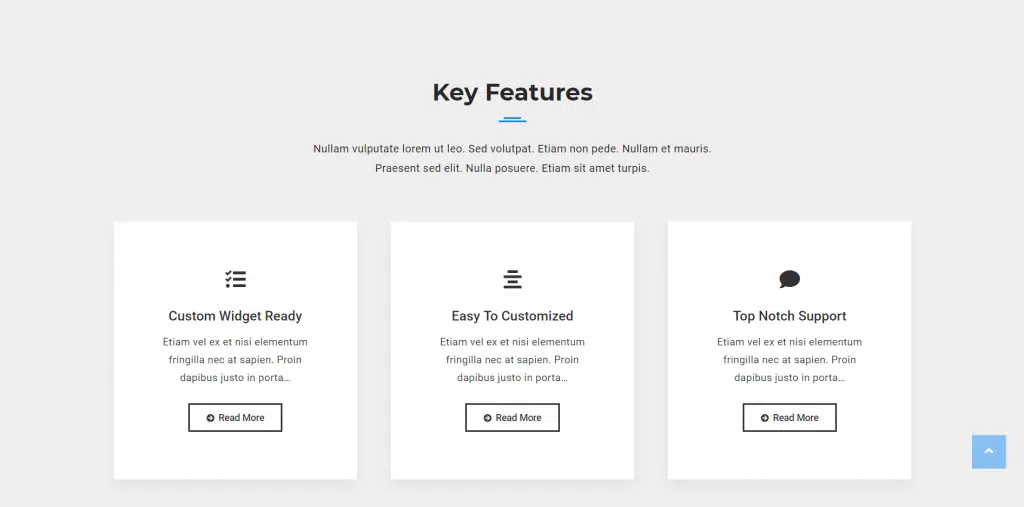 Key Features
Nullam vulputate lorem ut leo. Sed volutpat. Etiam non pede. Nullam et mauris.
Praesent sed elit. Nulla posuere. Etiam sit amet turpis.
Custom Widget Ready
Etiam vel ex et nisi elementum
fringilla nec at sapien. Proin
dapibus justo in porta…
Read More
Easy To Customized
Etiam vel ex et nisi elementum
fringilla nec at sapien. Proin
dapibus justo in porta…
Read More
Top Notch Support
Etiam vel ex et nisi elementum
fringilla nec at sapien. Proin
dapibus justo in porta…
Read More